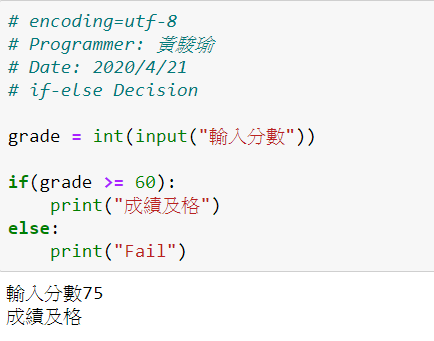 # encoding=utf-8
# Programmer: 黃駿瑜
# Date: 2020/4/21
# if-else Decision
grade = int(input("輸入分數"))
if(grade >= 60):
    print("成績及格")
else:
    print("Fail")
輸入分數75
成績及格